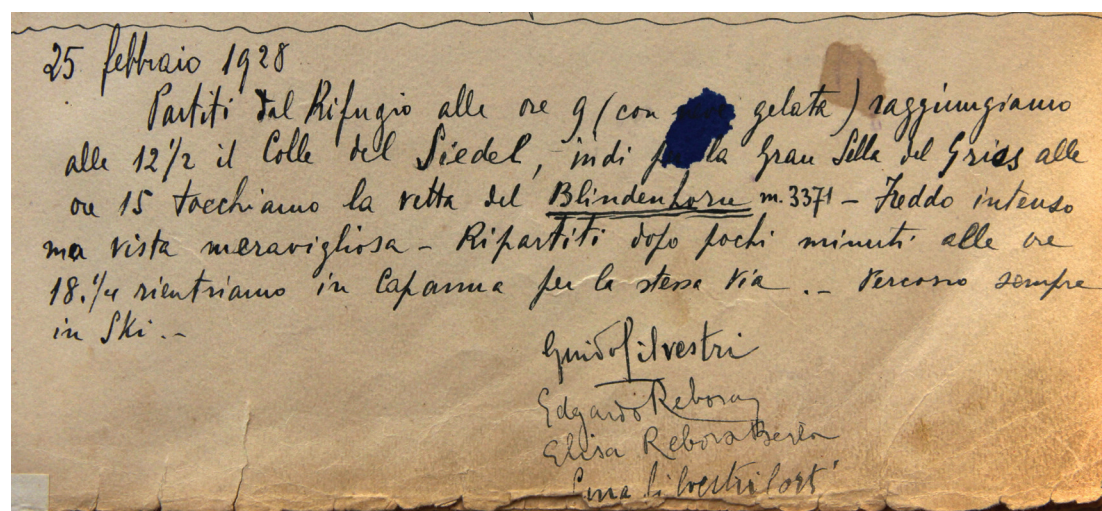 25 febbraio 1928
Partiti dal Rifugio alle ore 9 (con gelata) raggiungiamo
alle 12 1/2 il Colle del Siedel, indi per la Gran Sella del Gries alle
ore 15 tocchiamo la vetta del Blindenhorn m. 3371 - Freddo intenso
ma vista meravigliosa - Ripartiti dopo pochi minuti alle ore
18.1/4 rientriamo in Capanna per la stessa via . - Percorso sempre
in Ski . -
Guido Silvestri
Edgardo Rebora
Elisa Rebora
Silvestri